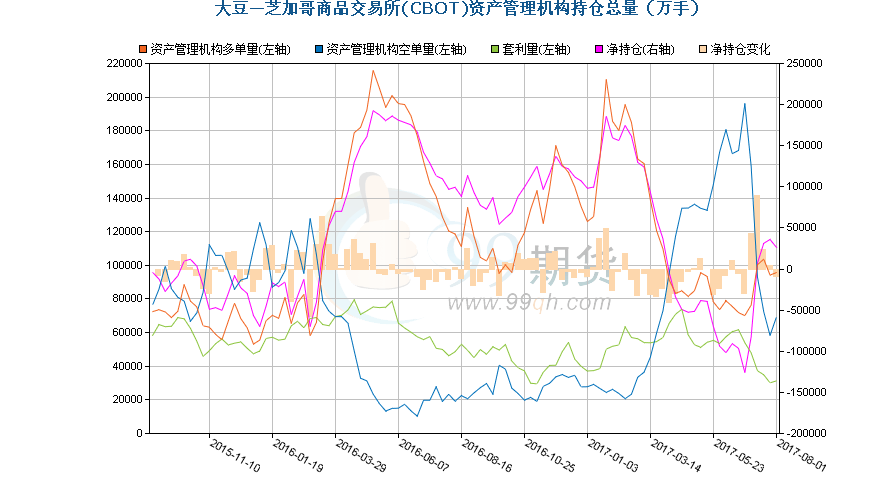 大豆—芝加哥商品交易所(CBOT)资产管理机构持仓总量（万手）
资产管理机构多单量(左轴) 资产管理机构空单量(左轴) 套利量(左轴) 净持仓(右轴) 净持仓变化
220000 250000
200000 200000
180000 150000
160000 100000
140000 50000
120000 0
100000 -50000
80000 -100000
60000 -150000
40000 -200000
20000
0
99期货
www.99qh.com
2015-11-10 2016-01-19 2016-03-29 2016-06-07 2016-08-16 2016-10-25 2017-01-03 2017-03-14 2017-05-23 2017-08-01